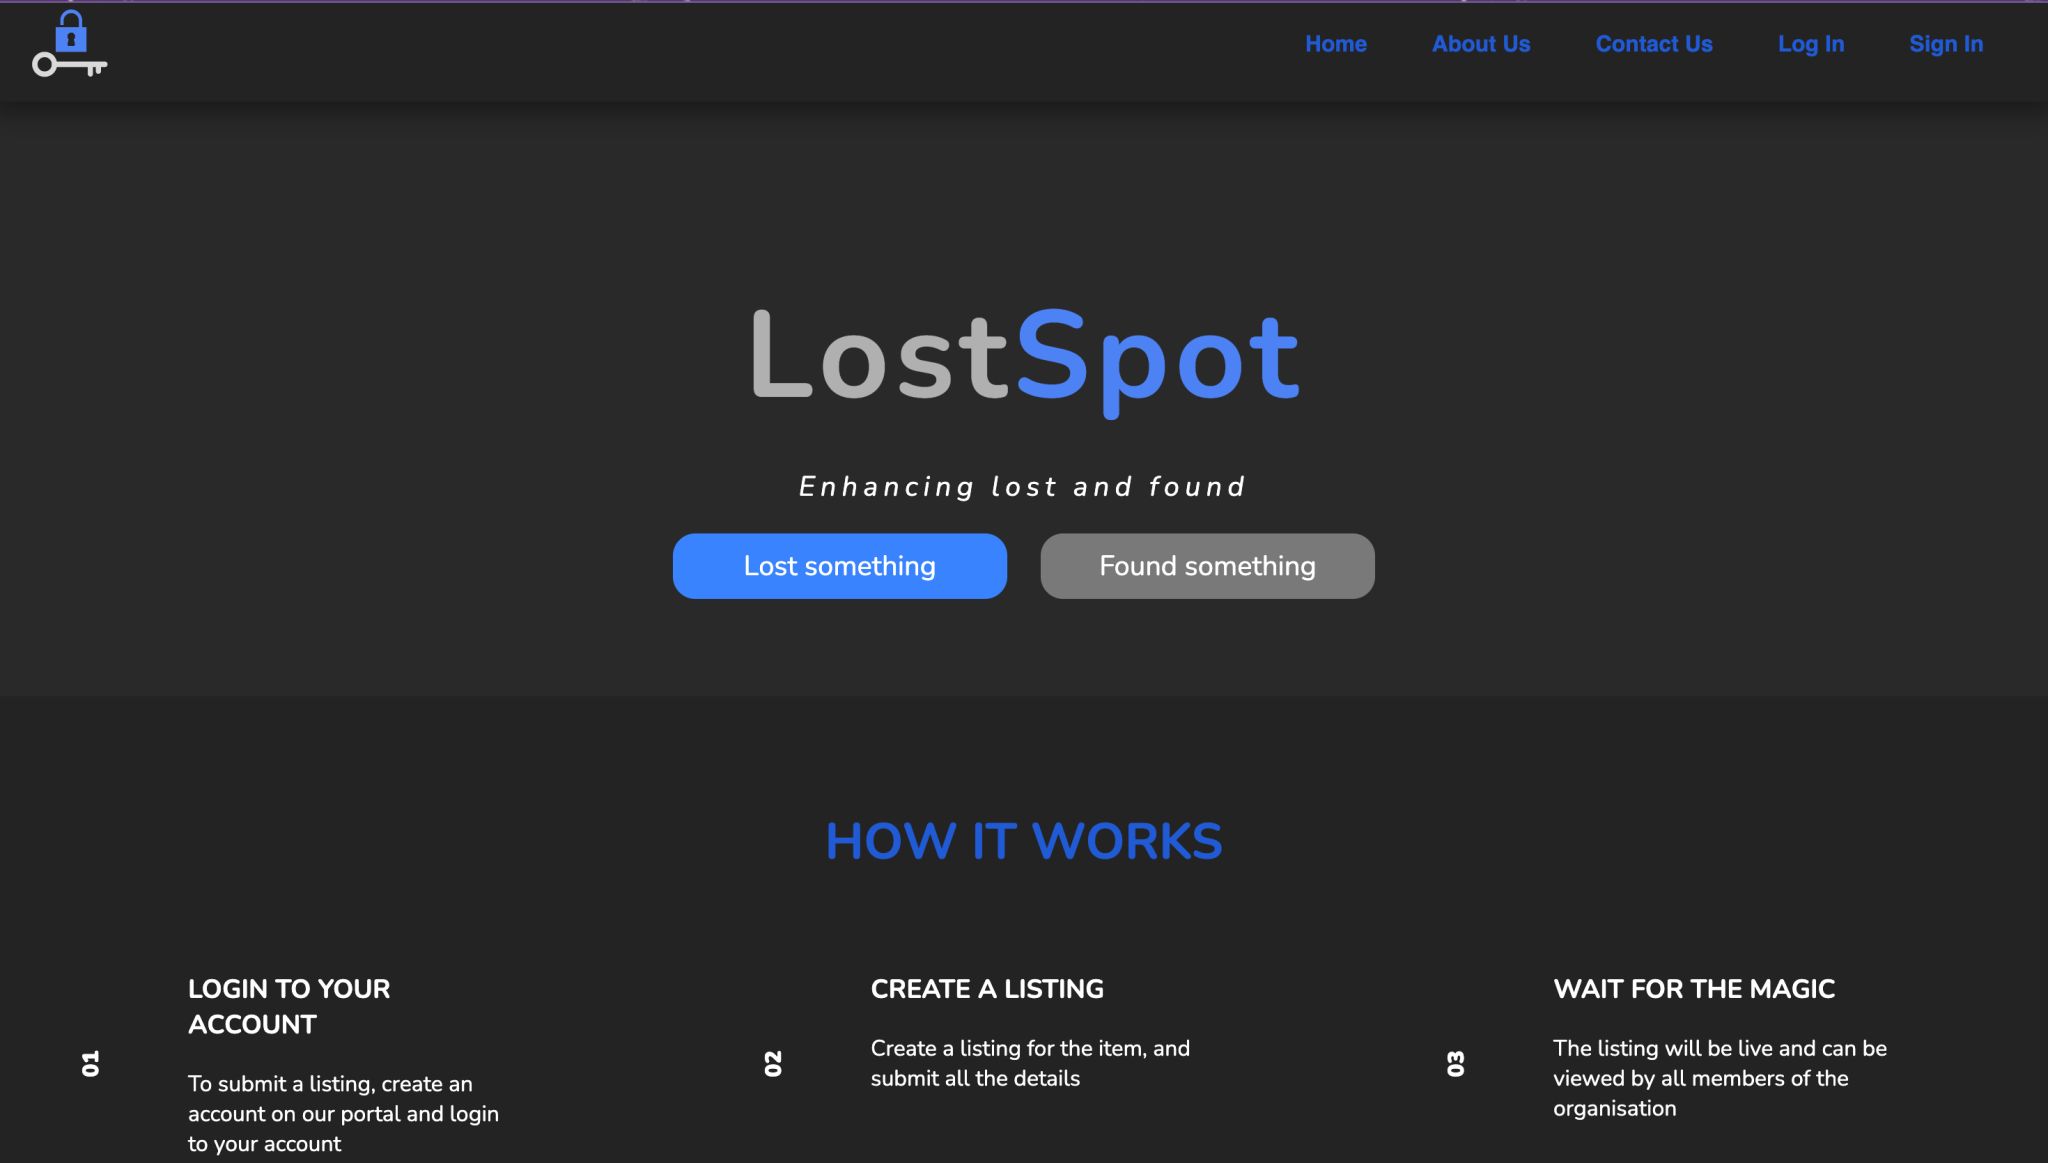 Home
About Us
Contact Us
Log In
Sign In
LostSpot
Enhancing lost and found
Lost something
Found something
HOW IT WORKS
01
LOGIN TO YOUR
ACCOUNT
To submit a listing, create an
account on our portal and login
to your account
02
CREATE A LISTING
Create a listing for the item, and
submit all the details
03
WAIT FOR THE MAGIC
The listing will be live and can be
viewed by all members of the
organisation